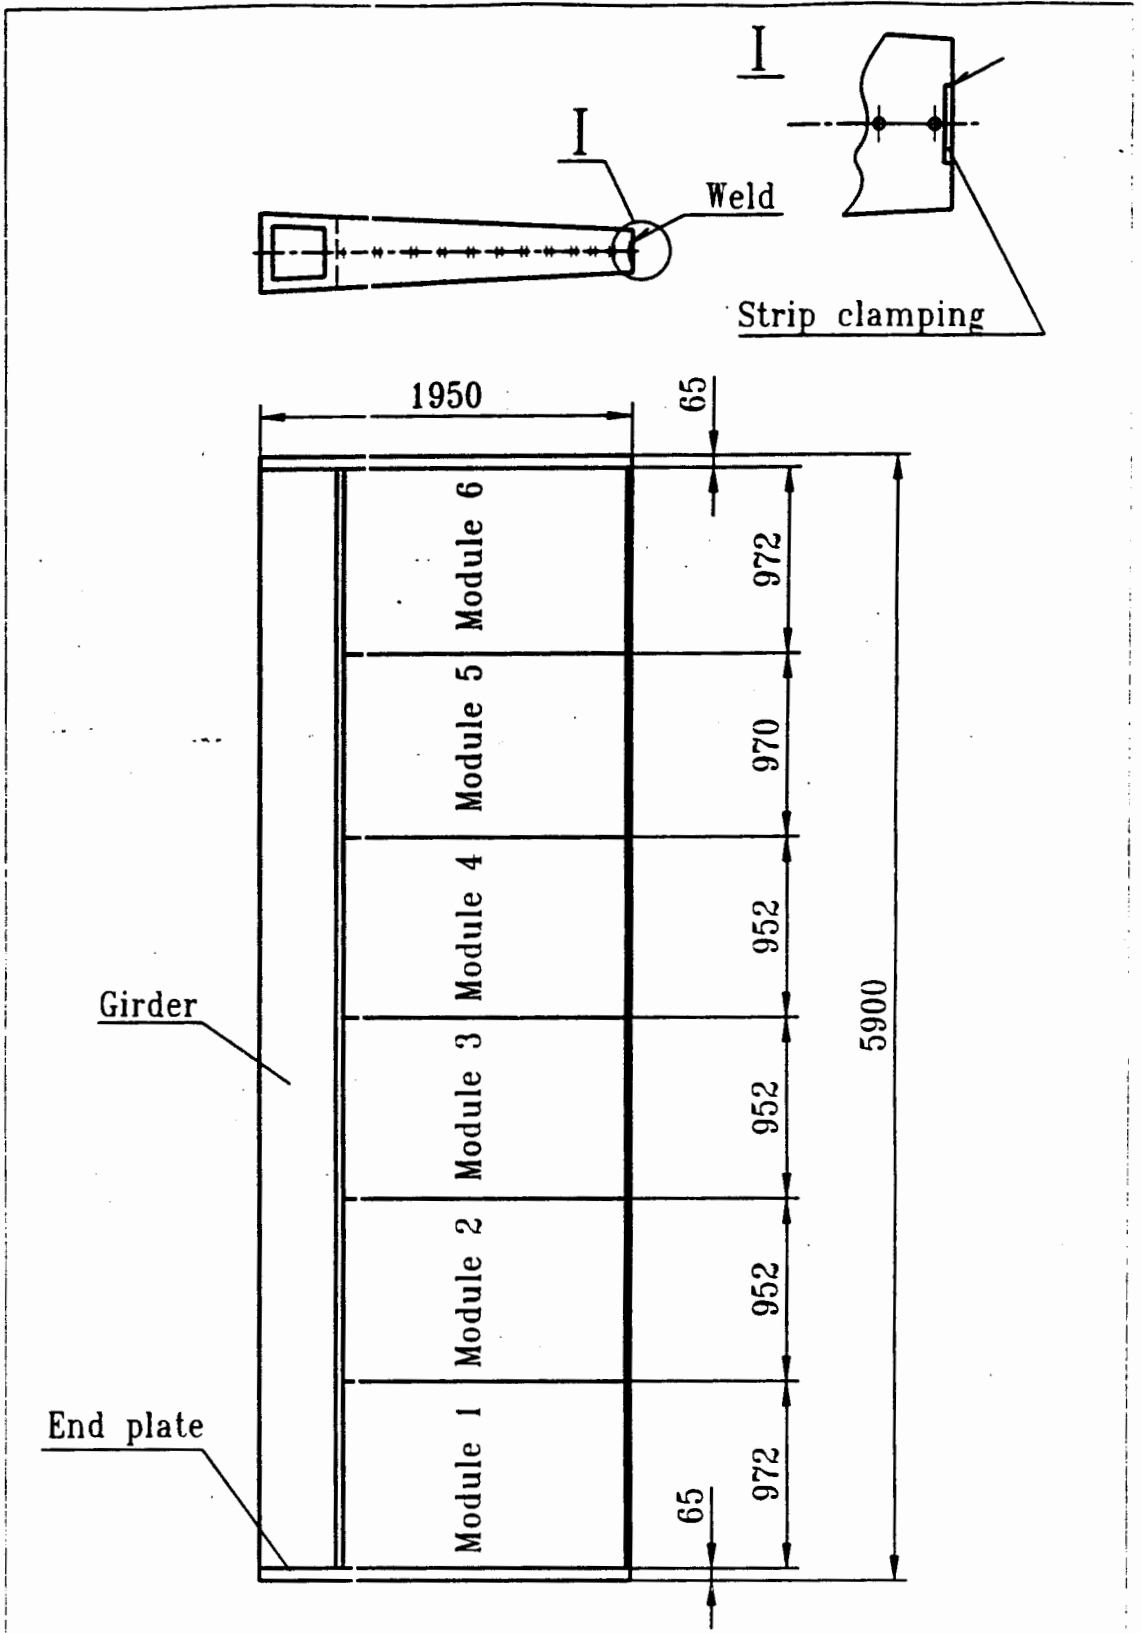 I
I
Weld
Strip clamping
1950
65
Module 6
972
Module 5
970
Module 4
952
Girder
5900
Module 3
952
Module 2
952
End plate
Module 1
972
65